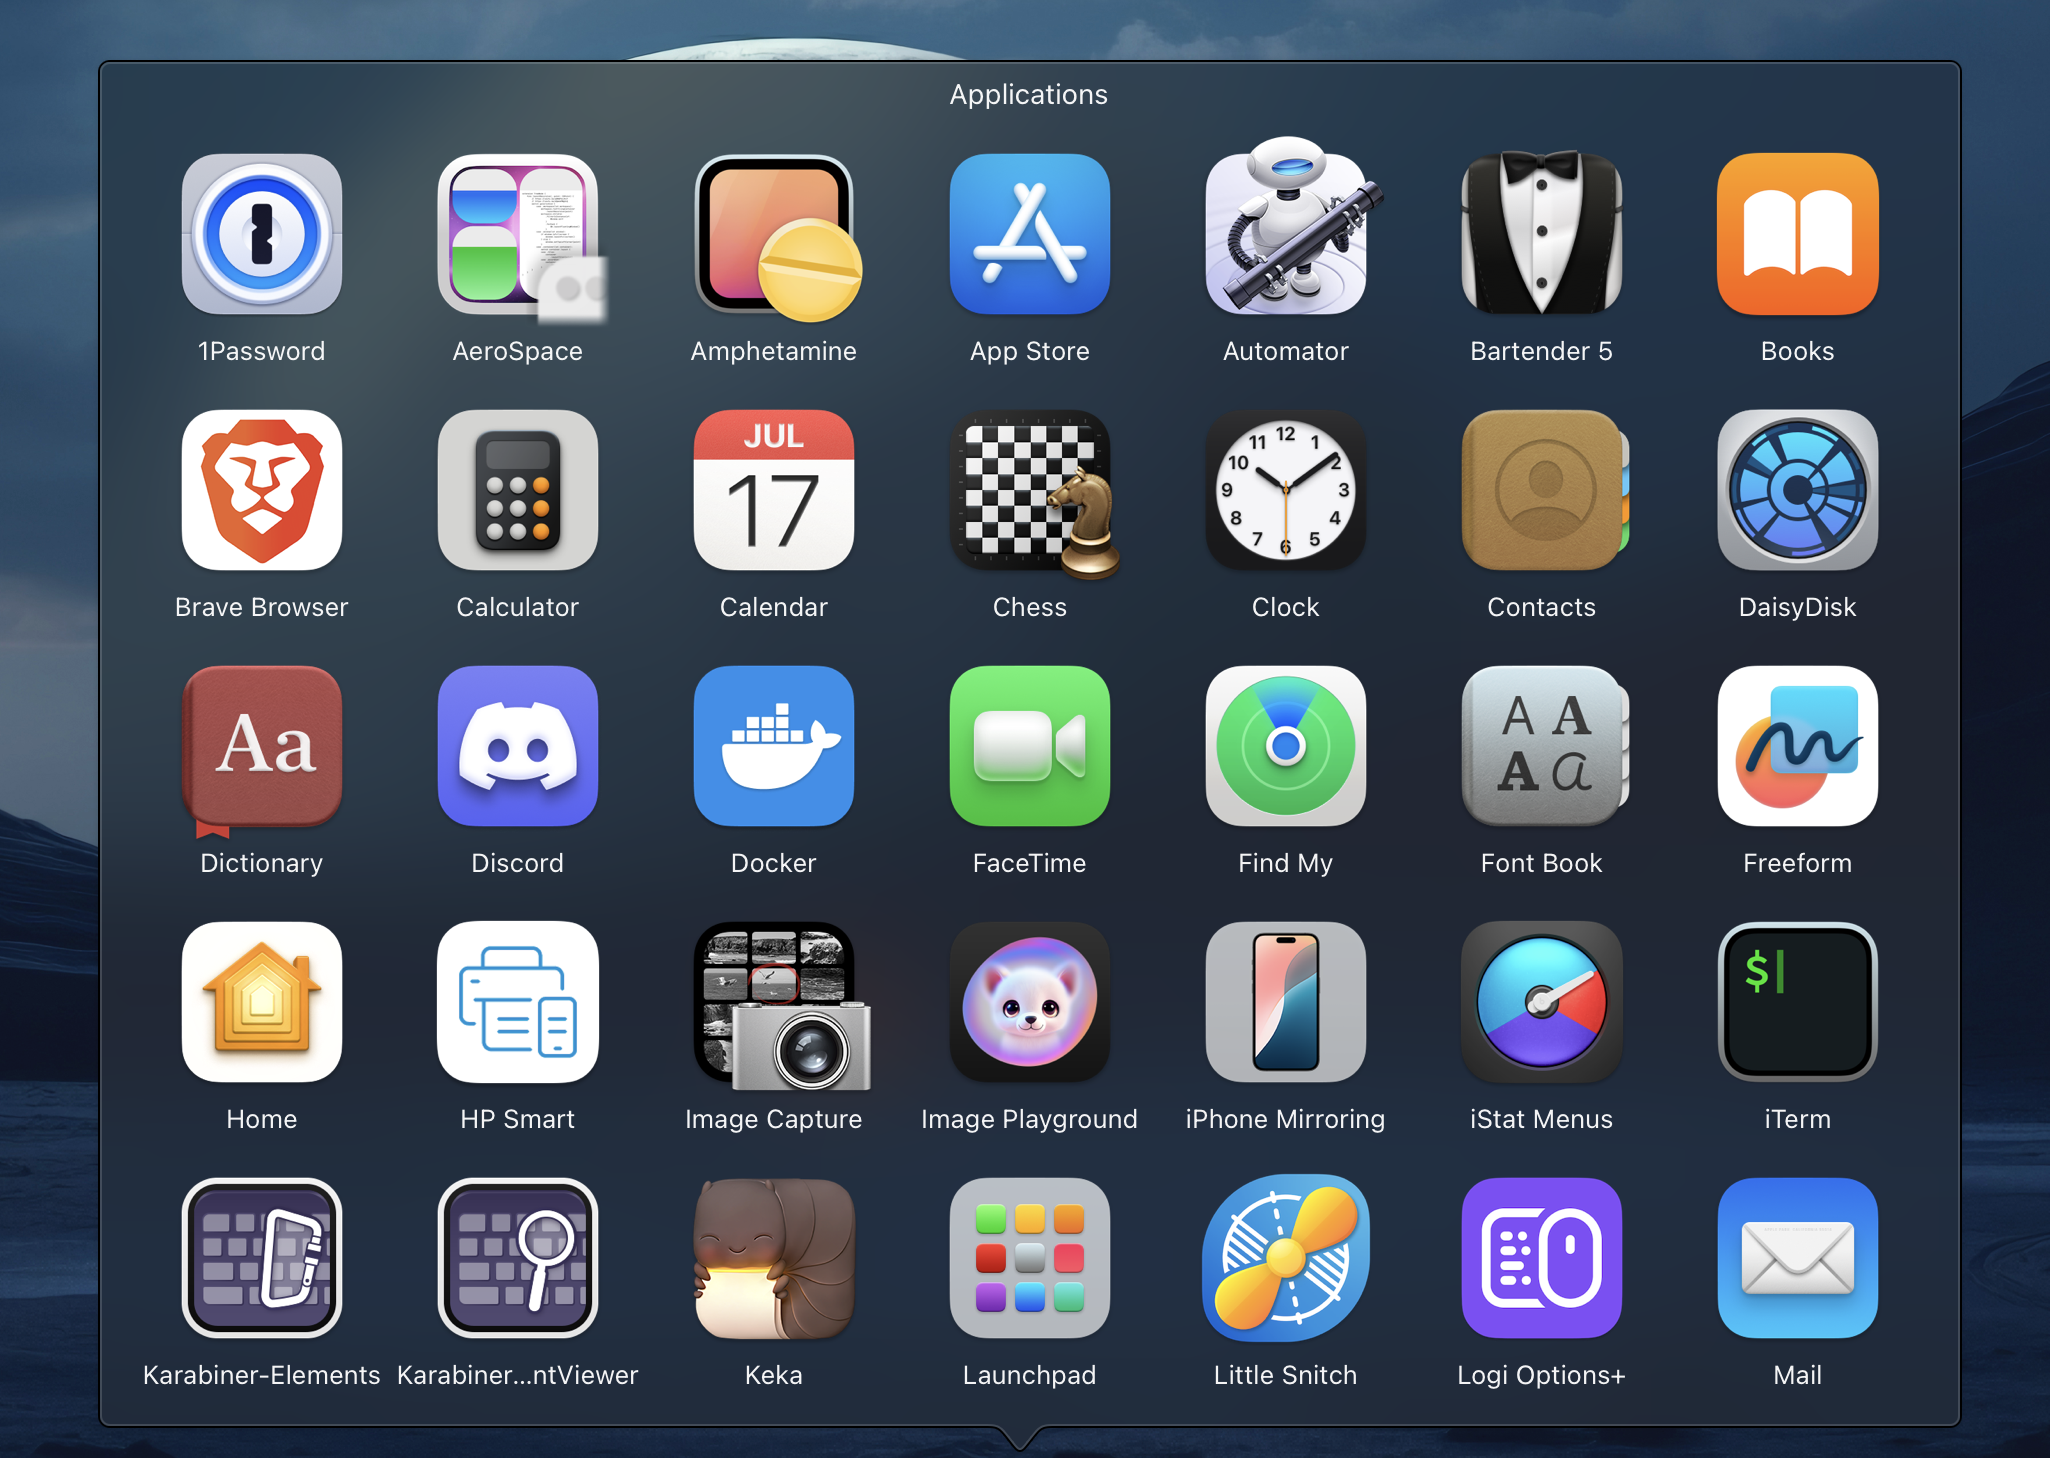 Applications
1Password AeroSpace Amphetamine App Store Automator Bartender 5 Books
JUL
17
12
11 1
10 2
9 3
8 4
7 5
6
Brave Browser Calculator Calendar Chess Clock Contacts DaisyDisk
Aa
A A
A a
Dictionary Discord Docker FaceTime Find My Font Book Freeform
$
Home HP Smart Image Capture Image Playground iPhone Mirroring iStat Menus iTerm
Karabiner-Elements Karabiner...ntViewer Keka Launchpad Little Snitch Logi Options+ Mail